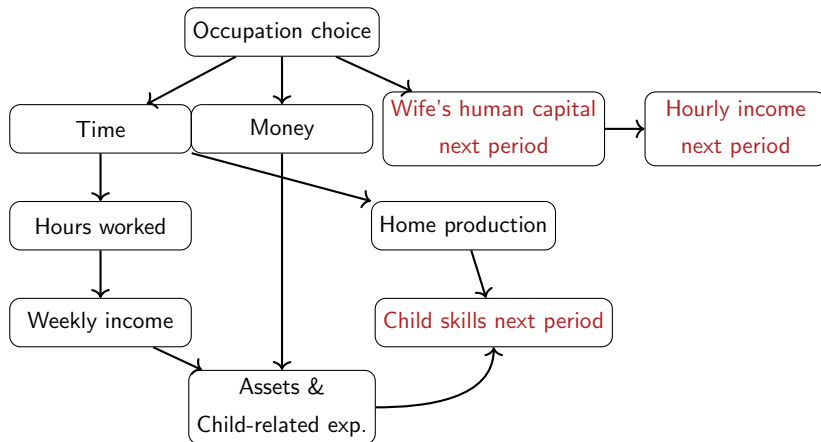 Occupation choice
Time
Money
Wife's human capital
next period
Hourly income
next period
Hours worked
Home production
Weekly income
Child skills next period
Assets &
Child-related exp.